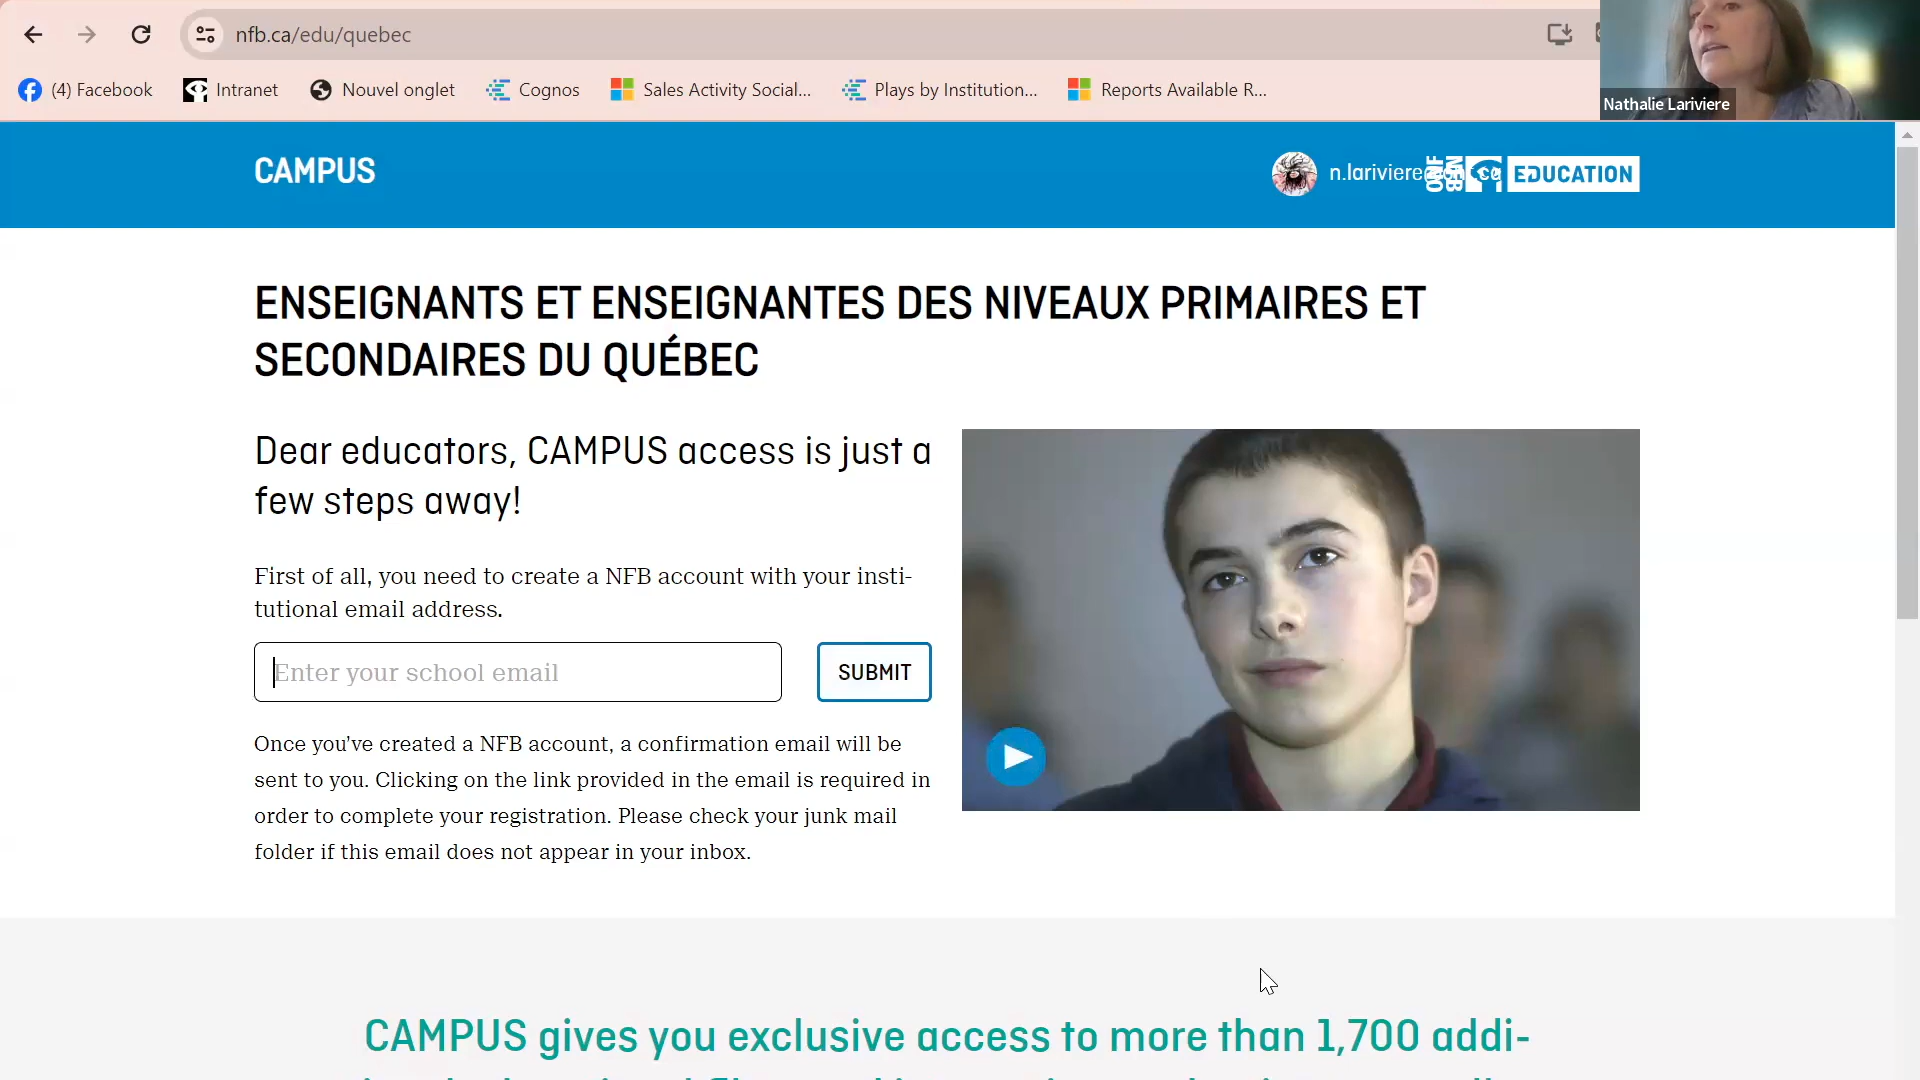 nfb.ca/edu/quebec
(4) Facebook
Intranet
Nouvel onglet
Cognos
Sales Activity Social...
Plays by Institution...
Reports Available R...
Nathalie Lariviere
CAMPUS
EDUCATION
ENSEIGNANTS ET ENSEIGNANTES DES NIVEAUX PRIMAIRES ET
SECONDAIRES DU QUÉBEC
Dear educators, CAMPUS access is just a
few steps away!
First of all, you need to create a NFB account with your insti-
tutional email address.
Enter your school email
SUBMIT
Once you've created a NFB account, a confirmation email will be
sent to you. Clicking on the link provided in the email is required in
order to complete your registration. Please check your junk mail
folder if this email does not appear in your inbox.
CAMPUS gives you exclusive access to more than 1,700 addi-